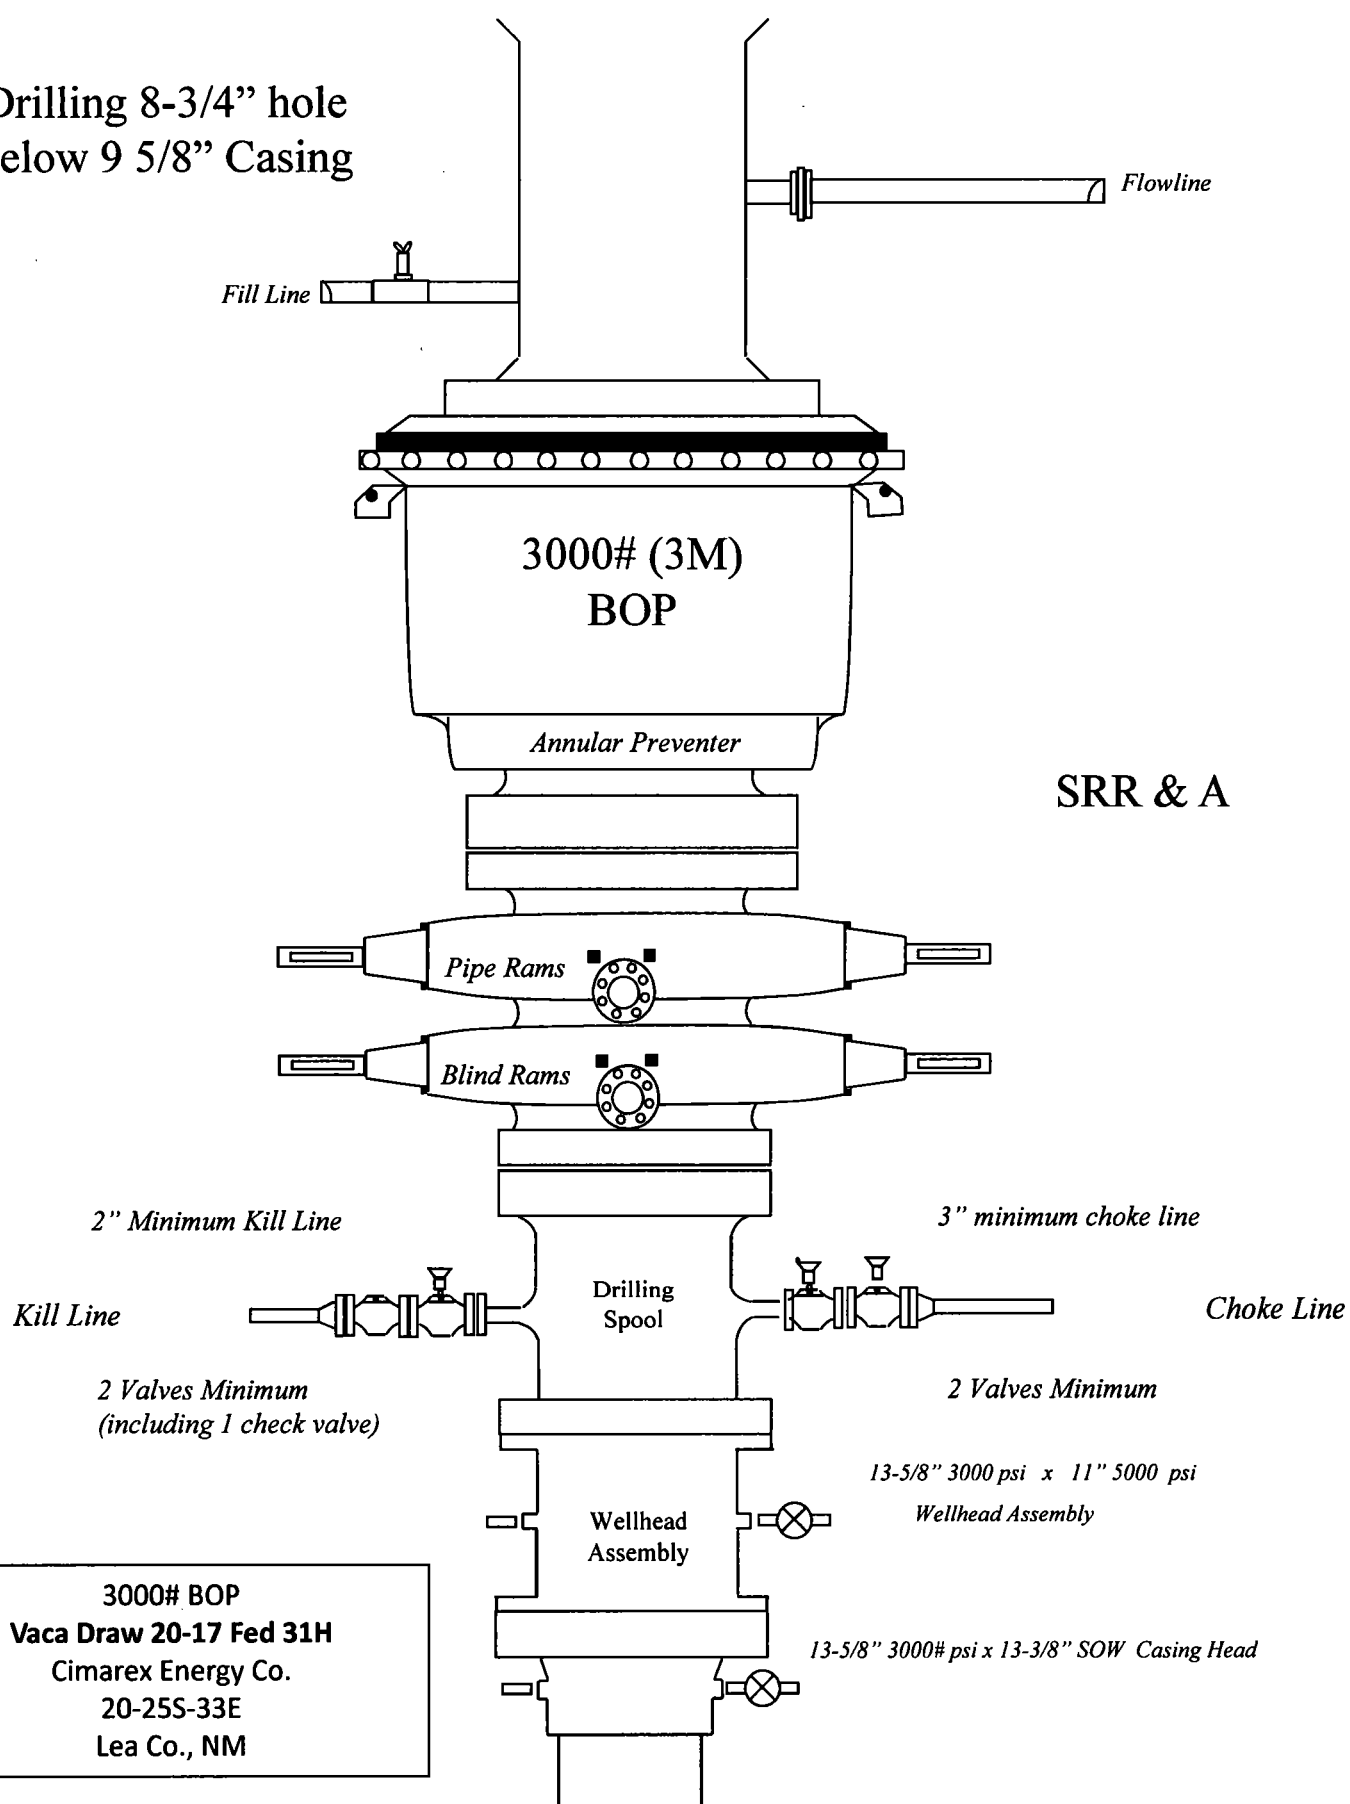 Drilling 8-3/4” hole
elow 9 5/8” Casing
Flowline
Fill Line
3000# (3M)
BOP
Annular Preventer
SRR & A
Pipe Rams
Blind Rams
2” Minimum Kill Line
3” minimum choke line
Drilling
Spool
Kill Line
Choke Line
2 Valves Minimum
(including 1 check valve)
2 Valves Minimum
13-5/8” 3000 psi x 11” 5000 psi
Wellhead Assembly
Wellhead
Assembly
3000# BOP
Vaca Draw 20-17 Fed 31H
Cimarex Energy Co.
20-25S-33E
Lea Co., NM
13-5/8” 3000# psi x 13-3/8” SOW Casing Head